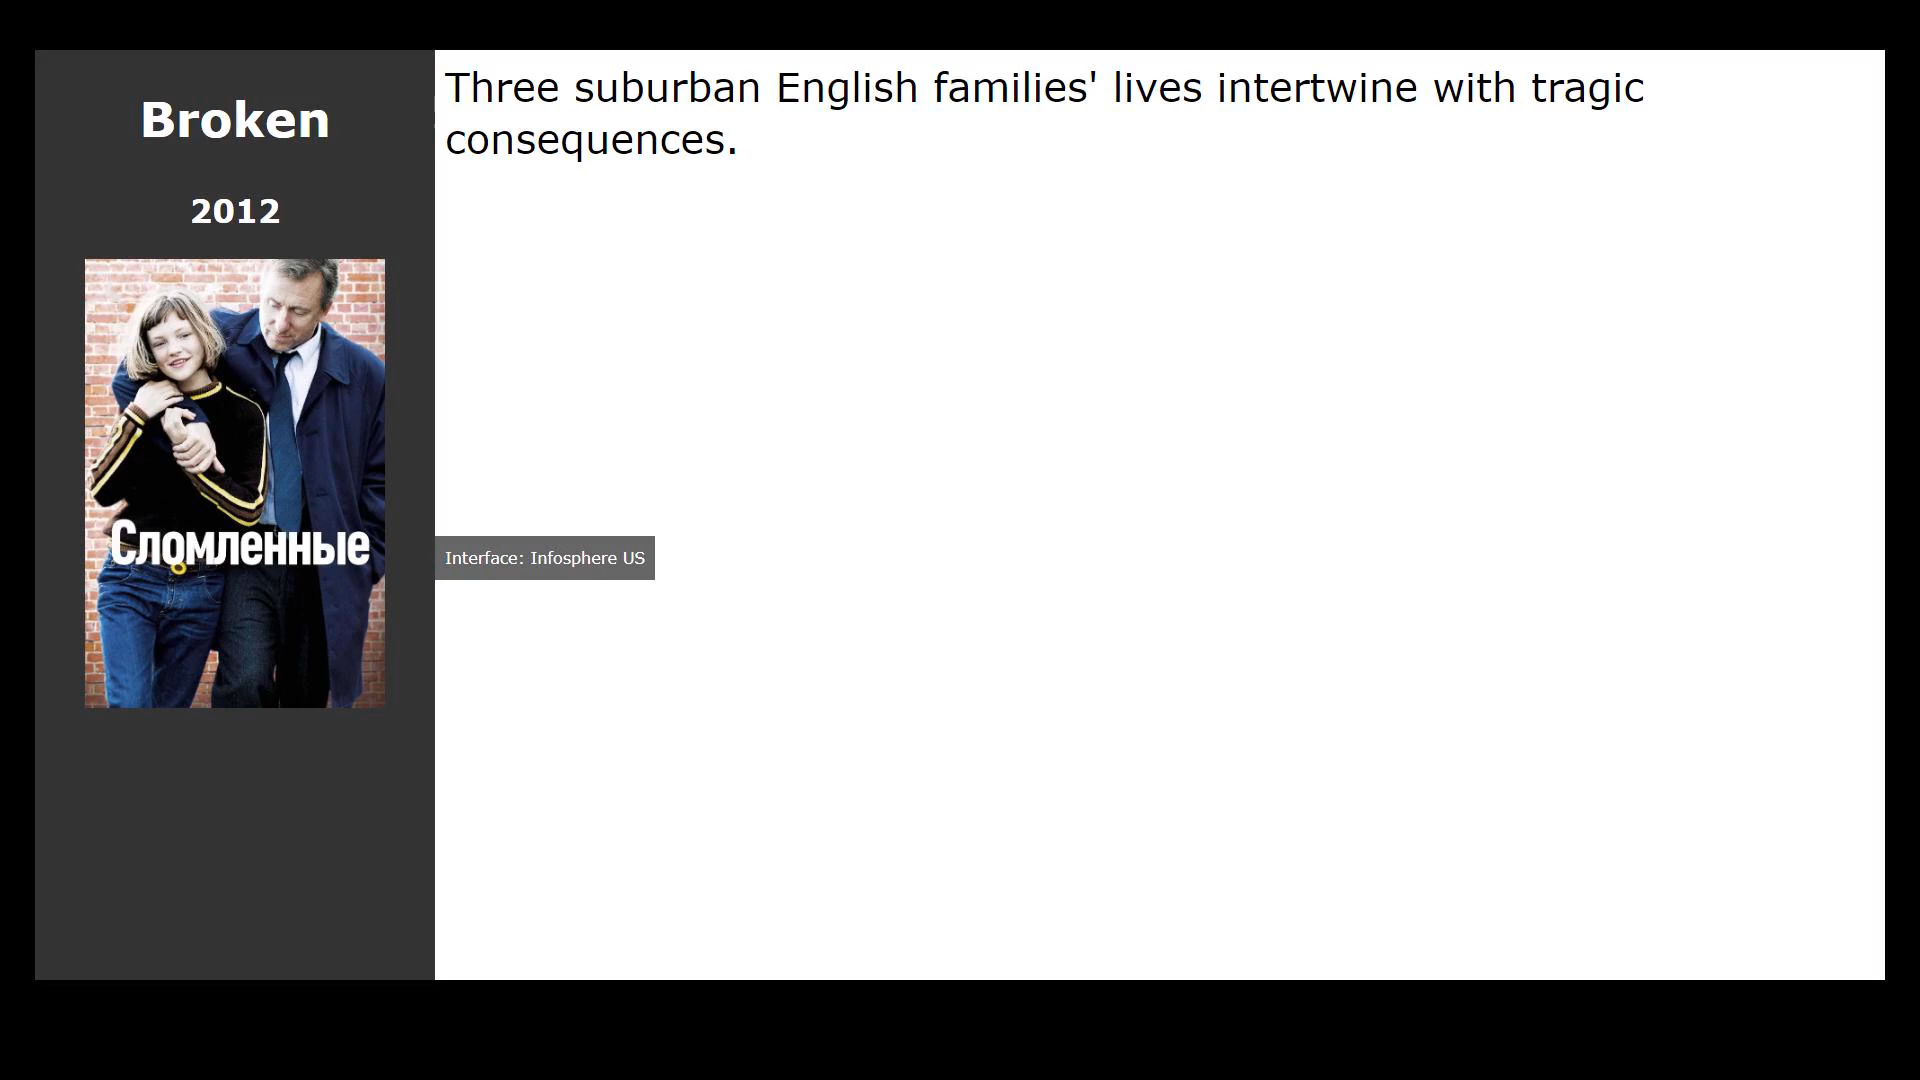 Broken
2012
Сломленные
Three suburban English families' lives intertwine with tragic
consequences.
Interface: Infosphere US